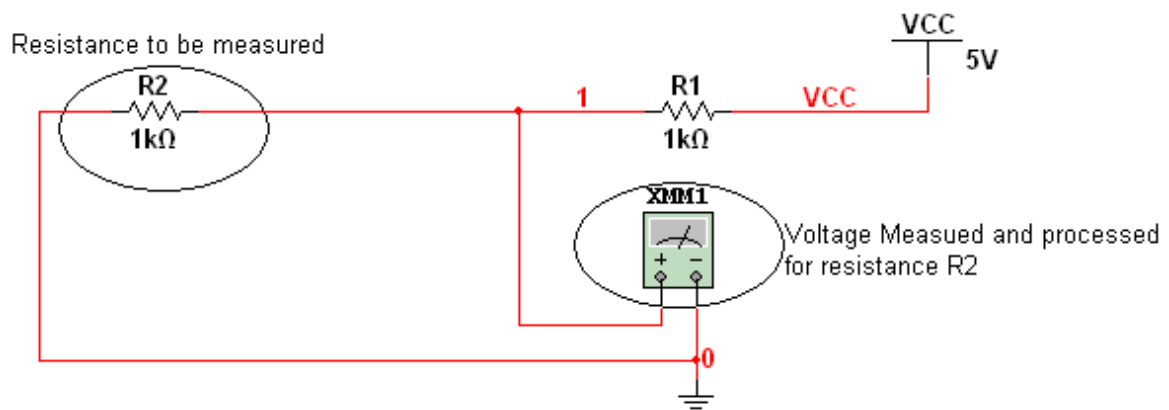 VCC
5V
Resistance to be measured
R2
1kΩ
1
R1
1kΩ
VCC
XMM1
+ −
Voltage Measued and processed
for resistance R2
0